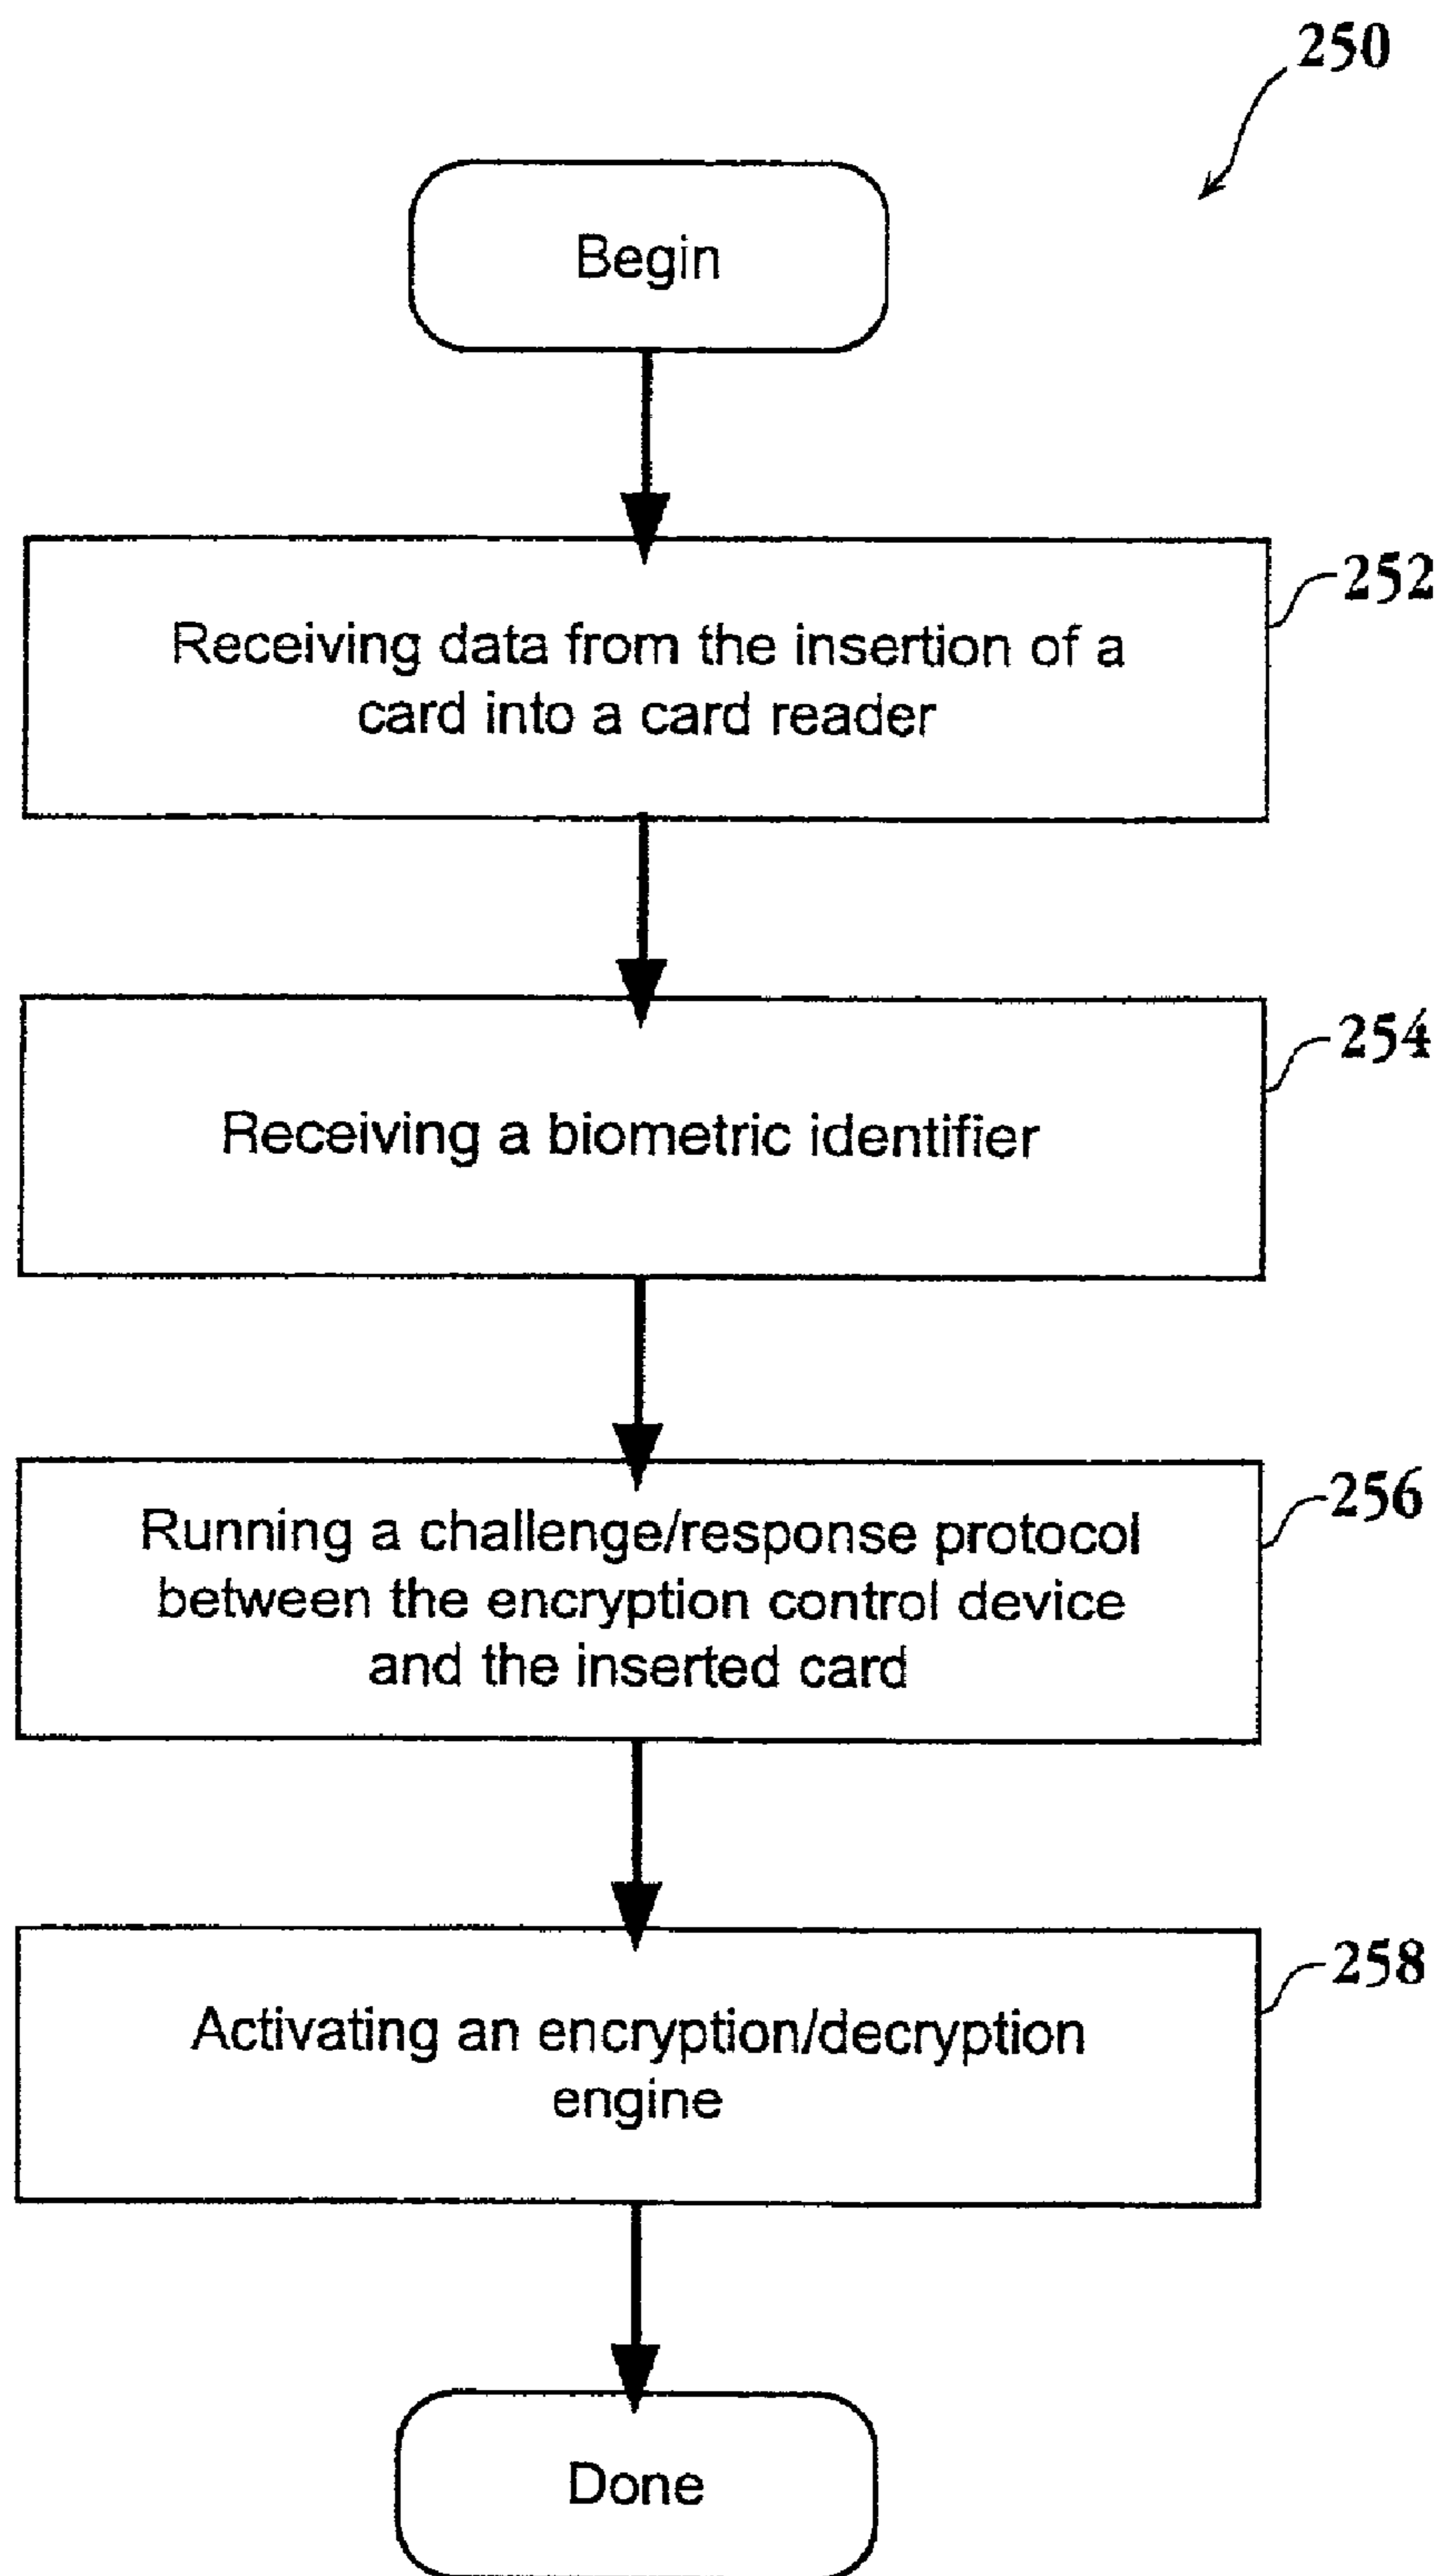 250
Begin
252
Receiving data from the insertion of a
card into a card reader
254
Receiving a biometric identifier
256
Running a challenge/response protocol
between the encryption control device
and the inserted card
258
Activating an encryption/decryption
engine
Done